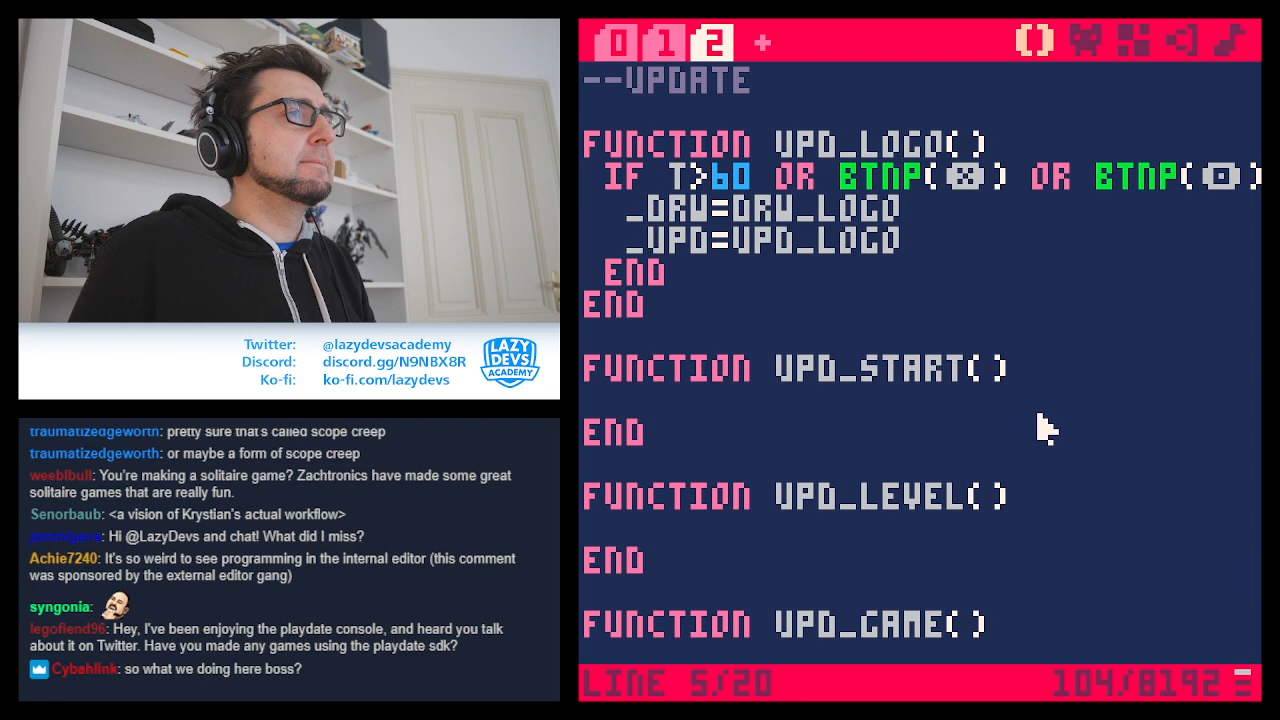 Twitter: @lazydevsacademy
Discord: discord.gg/N9NBX8R
Ko-fi: ko-fi.com/lazydevs
LAZY
DEVS
ACADEMY
traumatizedgeworth: pretty sure that's called scope creep
traumatizedgeworth: or maybe a form of scope creep
weeblbull: You're making a solitaire game? Zachtronics have made some great
solitaire games that are really fun.
Senorbaub: <a vision of Krystian's actual workflow>
: Hi @LazyDevs and chat! What did I miss?
Achie7240: It's so weird to see programming in the internal editor (this comment
was sponsored by the external editor gang)
syngonia:
legofiend96: Hey, I've been enjoying the playdate console, and heard you talk
about it on Twitter. Have you made any games using the playdate sdk?
Cybahlink: so what we doing here boss?
0 1 2 +
--UPDATE
FUNCTION UPD_LOGO()
IF T>60 OR BTNP(❎) OR BTNP(🅾️)
_DRW=DRW_LOGO
_UPD=UPD_LOGO
END
END
FUNCTION UPD_START()
END
FUNCTION UPD_LEVEL()
END
FUNCTION UPD_GAME()
LINE 5/20 104/8192